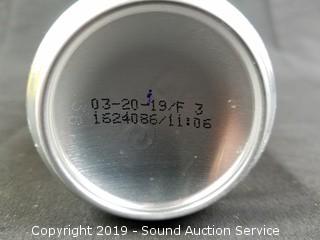 03-20-19/F 3
1624086/11:06
Copyright 2019 - Sound Auction Service